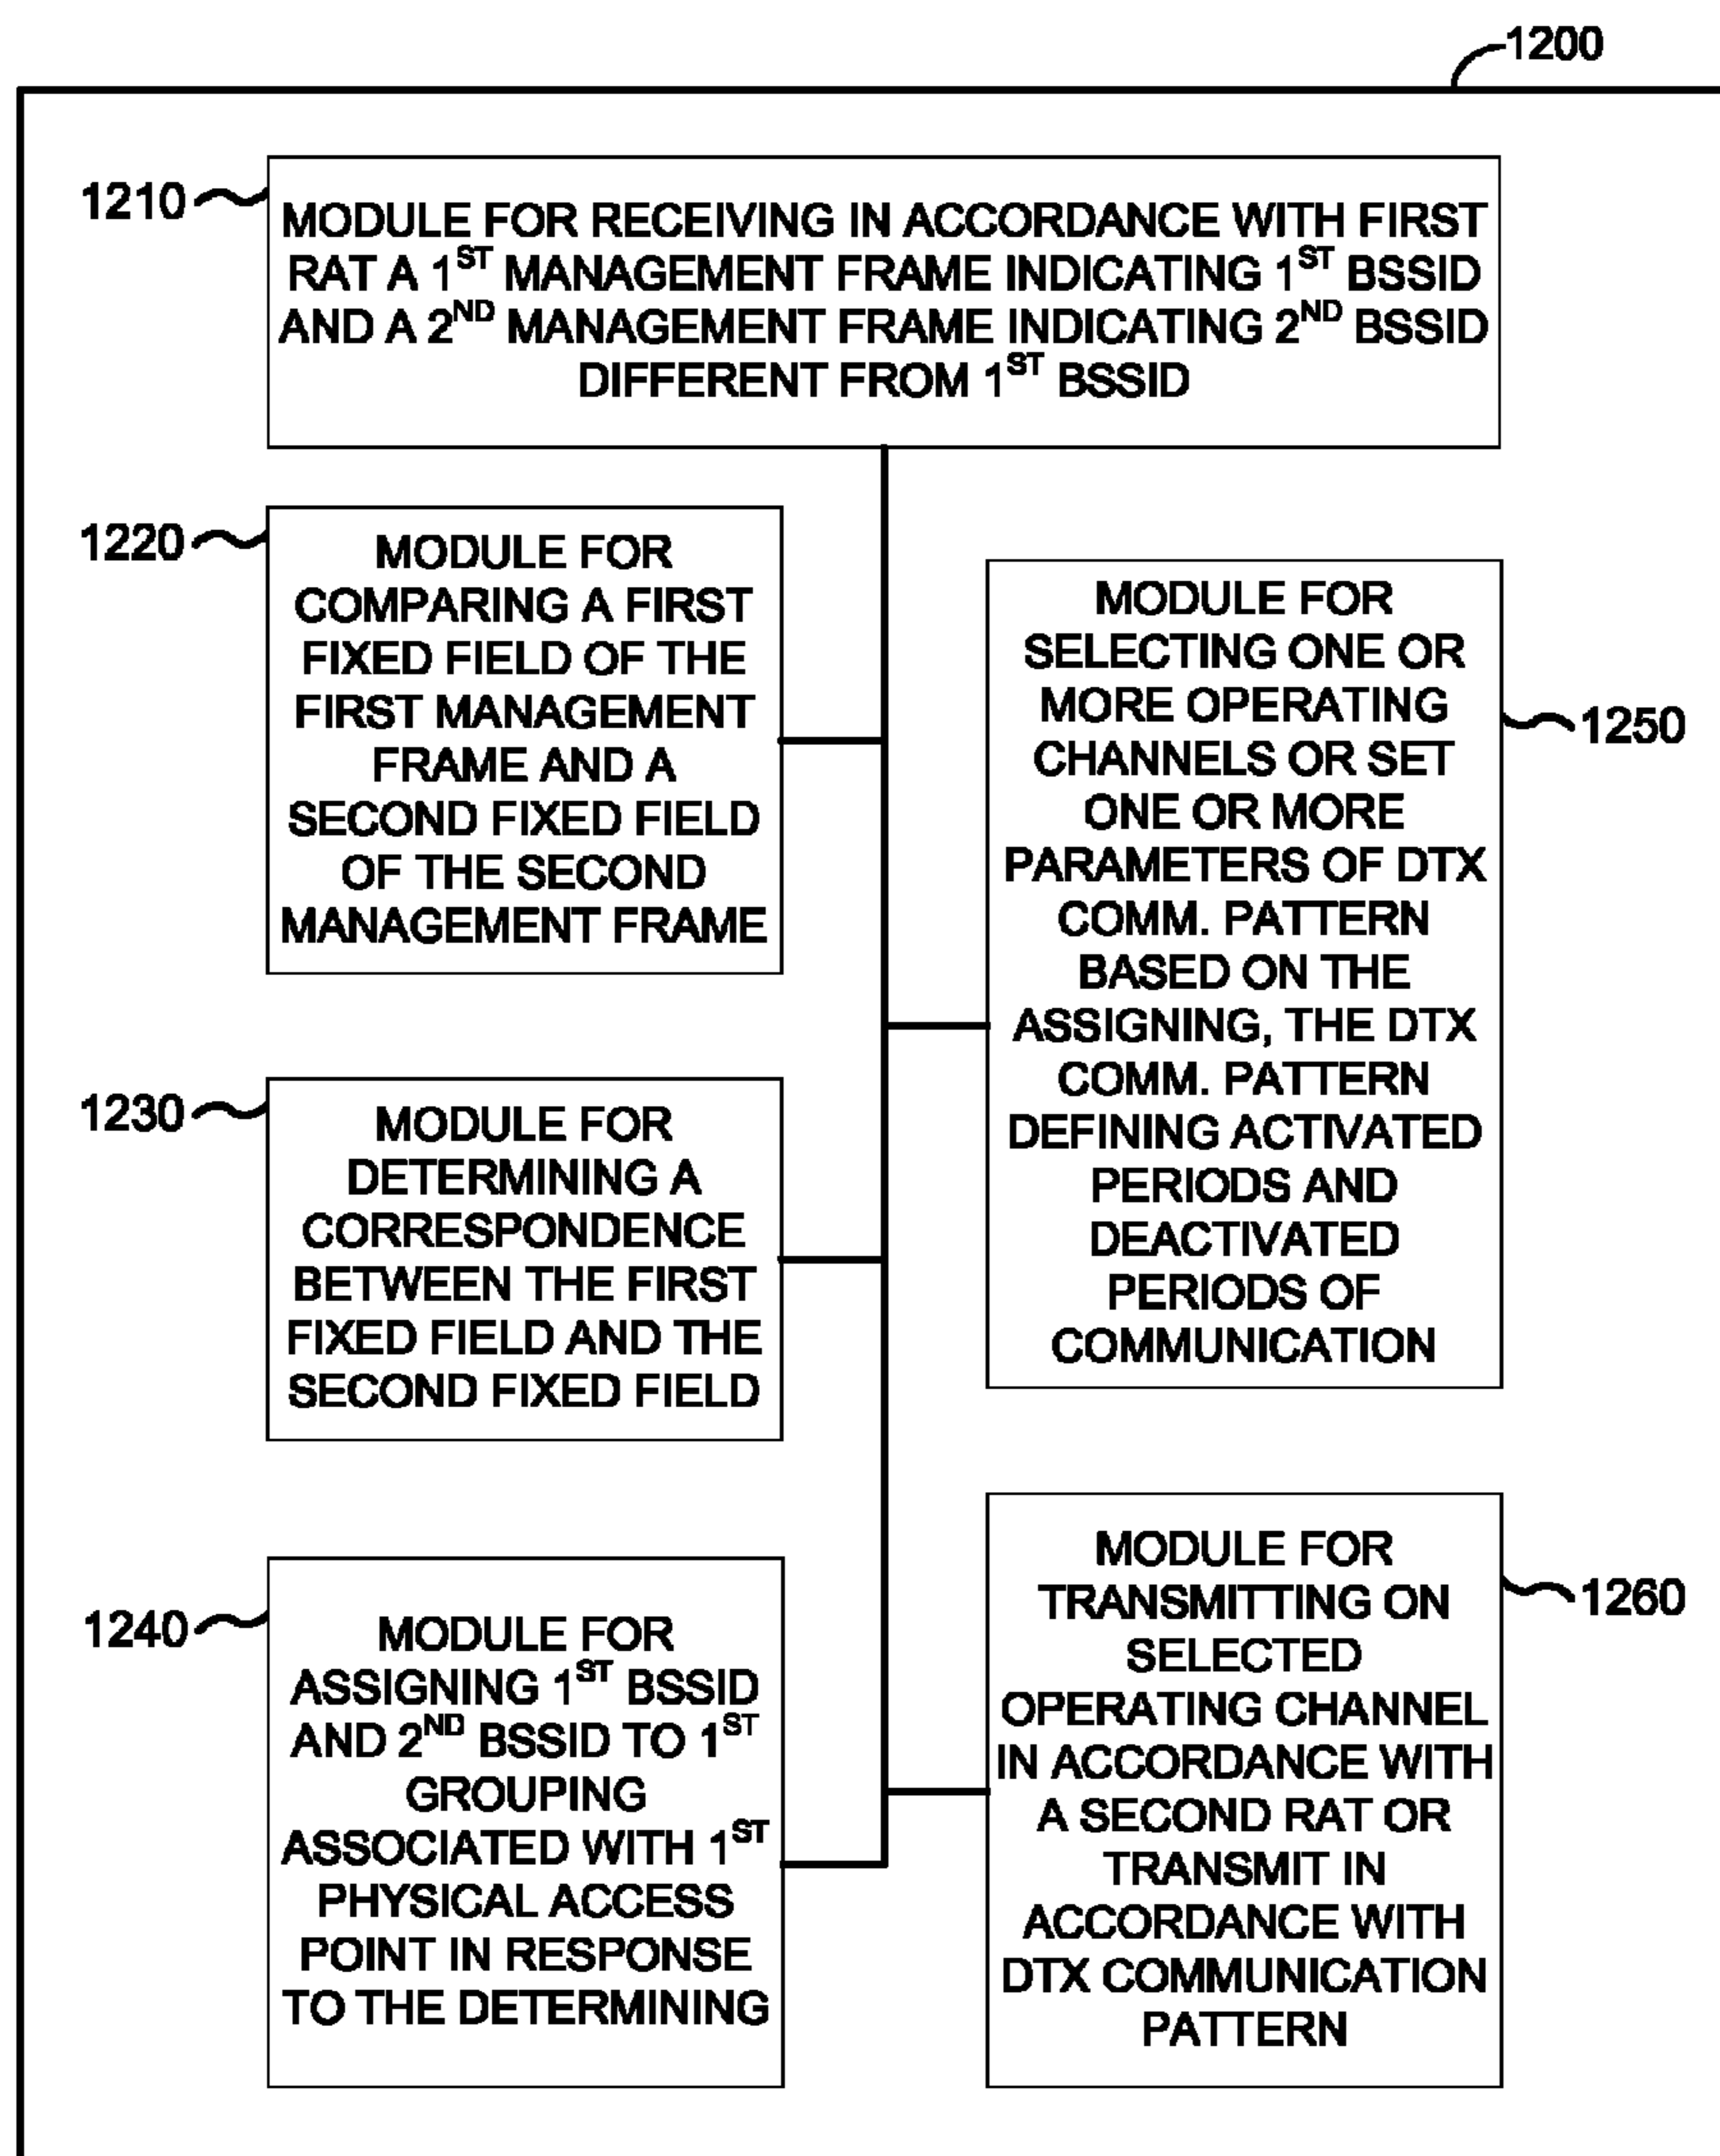 1200
1210
MODULE FOR RECEIVING IN ACCORDANCE WITH FIRST
RAT A 1ST MANAGEMENT FRAME INDICATING 1ST BSSID
AND A 2ND MANAGEMENT FRAME INDICATING 2ND BSSID
DIFFERENT FROM 1ST BSSID
1220
MODULE FOR
COMPARING A FIRST
FIXED FIELD OF THE
FIRST MANAGEMENT
FRAME AND A
SECOND FIXED FIELD
OF THE SECOND
MANAGEMENT FRAME
1230
MODULE FOR
DETERMINING A
CORRESPONDENCE
BETWEEN THE FIRST
FIXED FIELD AND THE
SECOND FIXED FIELD
1240
MODULE FOR
ASSIGNING 1ST BSSID
AND 2ND BSSID TO 1ST
GROUPING
ASSOCIATED WITH 1ST
PHYSICAL ACCESS
POINT IN RESPONSE
TO THE DETERMINING
1250
MODULE FOR
SELECTING ONE OR
MORE OPERATING
CHANNELS OR SET
ONE OR MORE
PARAMETERS OF DTX
COMM. PATTERN
BASED ON THE
ASSIGNING, THE DTX
COMM. PATTERN
DEFINING ACTIVATED
PERIODS AND
DEACTIVATED
PERIODS OF
COMMUNICATION
1260
MODULE FOR
TRANSMITTING ON
SELECTED
OPERATING CHANNEL
IN ACCORDANCE WITH
A SECOND RAT OR
TRANSMIT IN
ACCORDANCE WITH
DTX COMMUNICATION
PATTERN